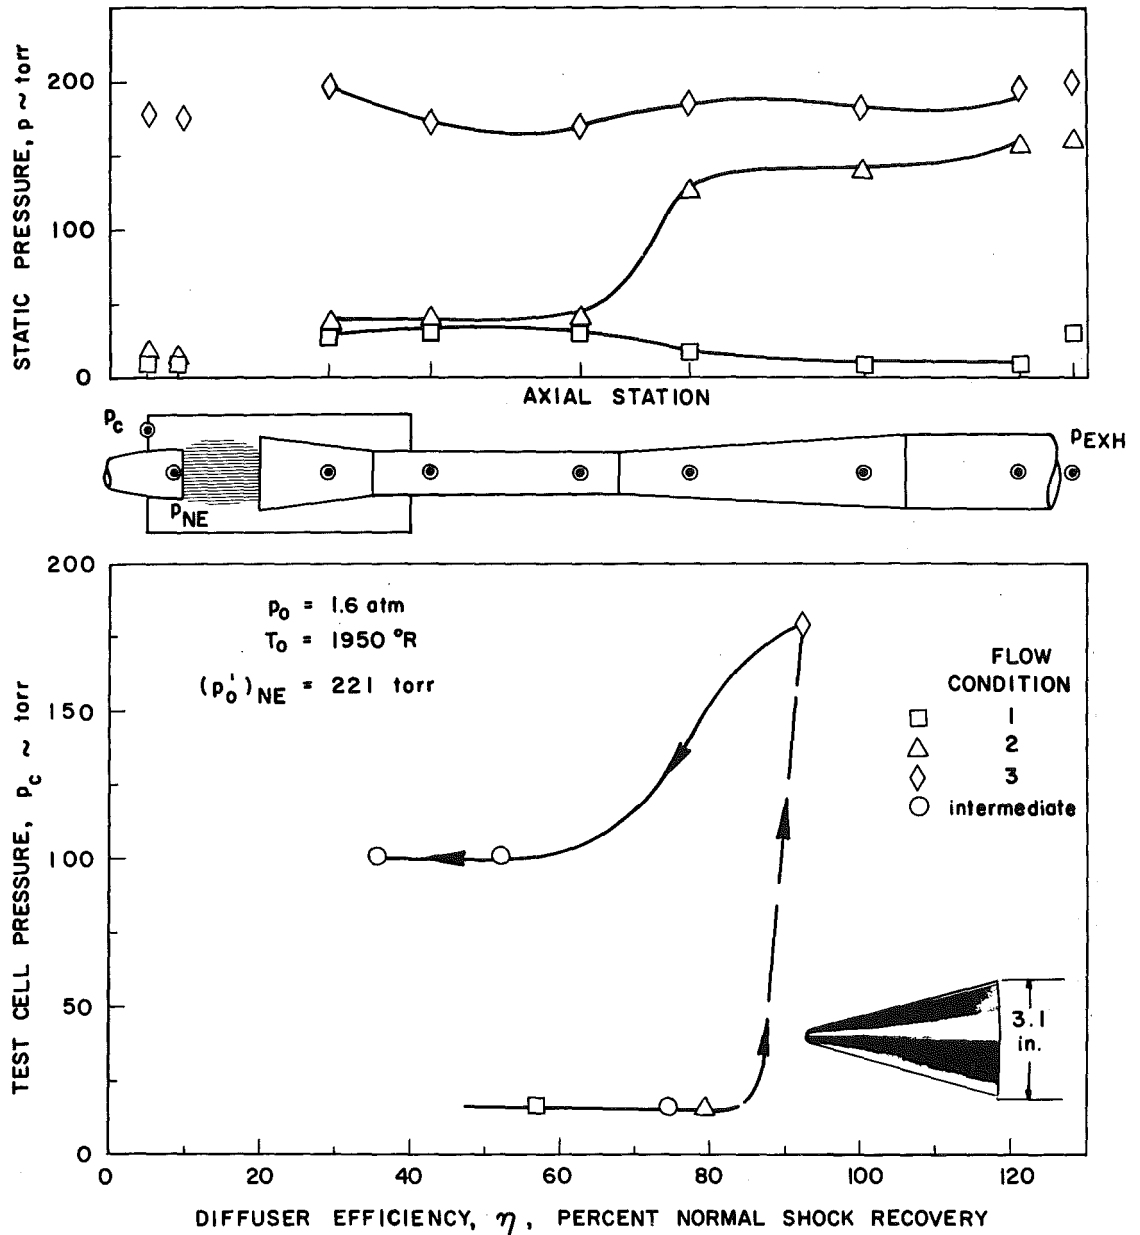 STATIC PRESSURE, p ~ torr
200
100
0
AXIAL STATION
Pc
PEXH
PNE
TEST CELL PRESSURE, pc ~ torr
200
150
100
50
0
p0 = 1.6 atm
T0 = 1950 °R
(p0')NE = 221 torr
FLOW
CONDITION
1
2
3
intermediate
3.1
in.
0 20 40 60 80 100 120
DIFFUSER EFFICIENCY, η, PERCENT NORMAL SHOCK RECOVERY